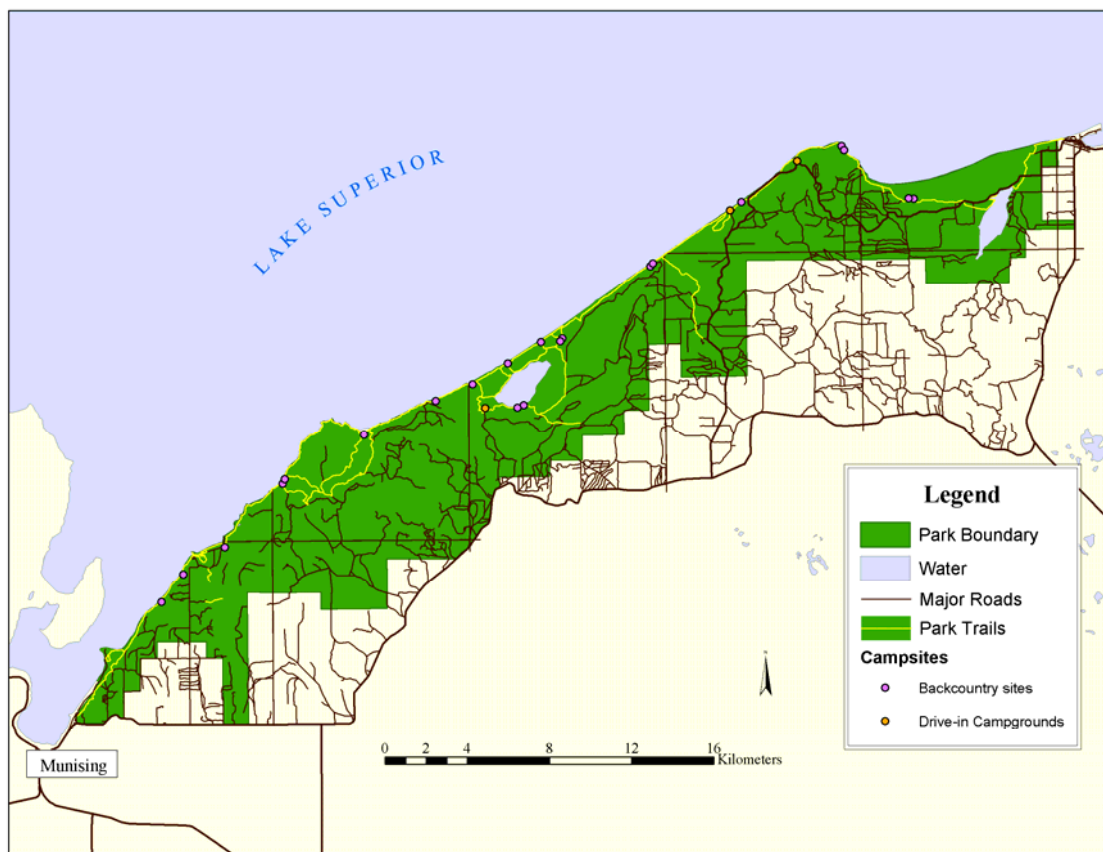 LAKE SUPERIOR
Legend
Park Boundary
Water
Major Roads
Park Trails
Campsites
Backcountry sites
Drive-in Campgrounds
N
0 2 4 8 12 16
Kilometers
Munising